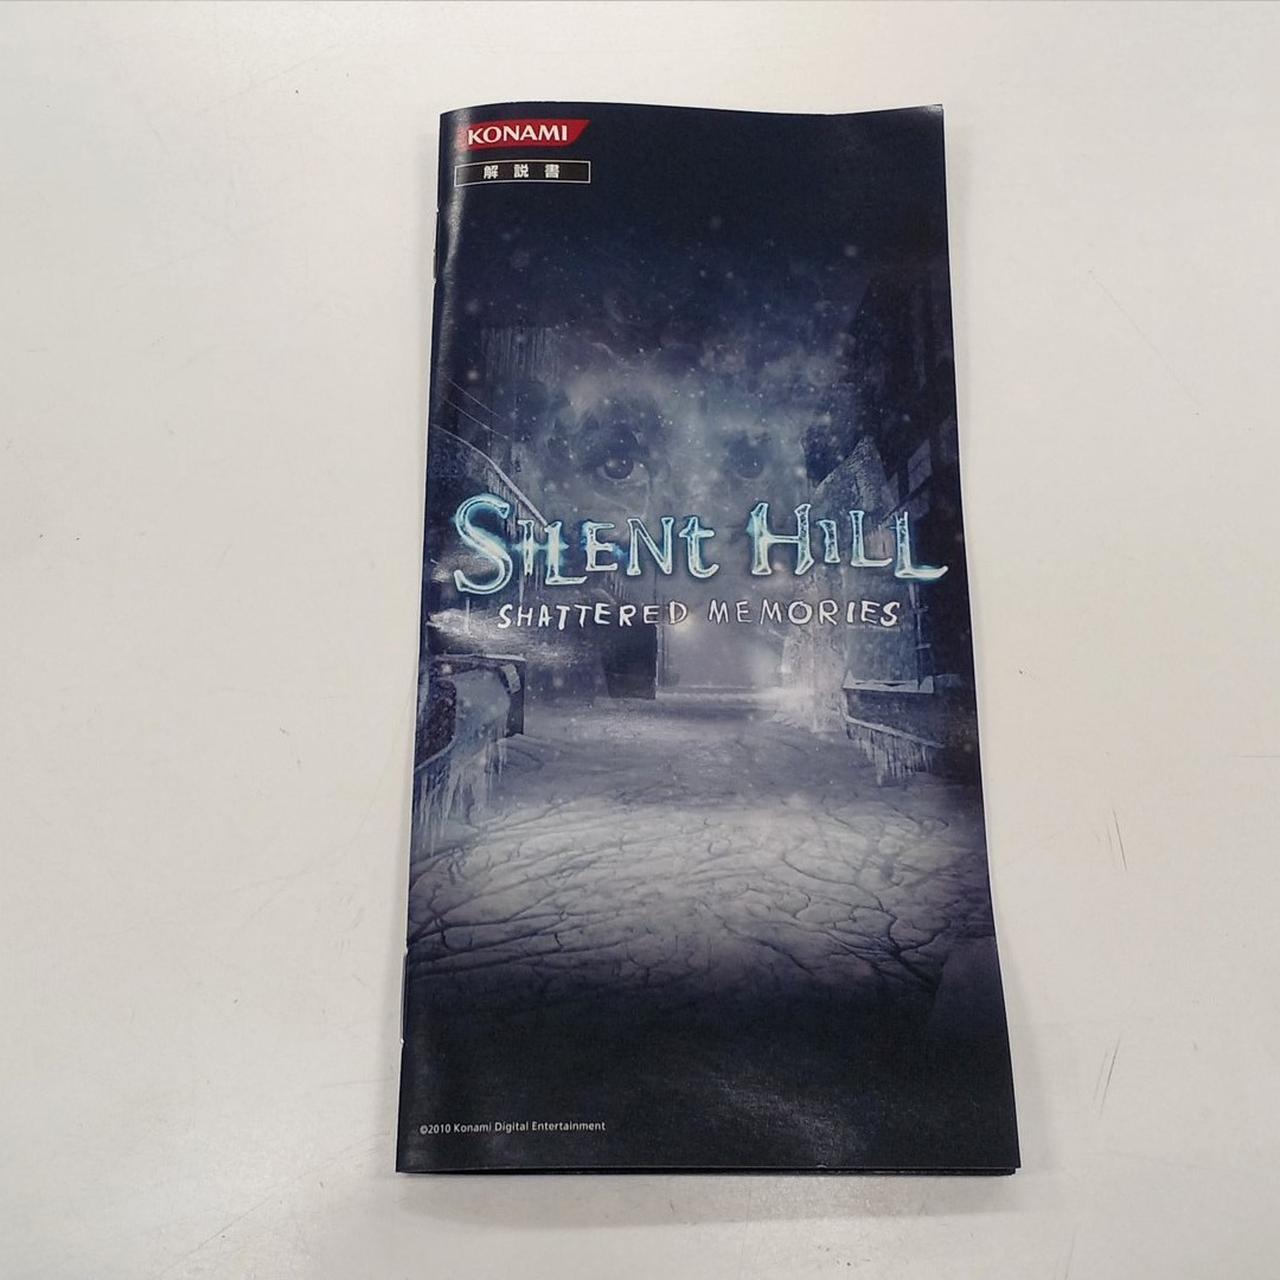 KONAMI
解説書
SILENT HILL
SHATTERED MEMORIES
©2010 Konami Digital Entertainment